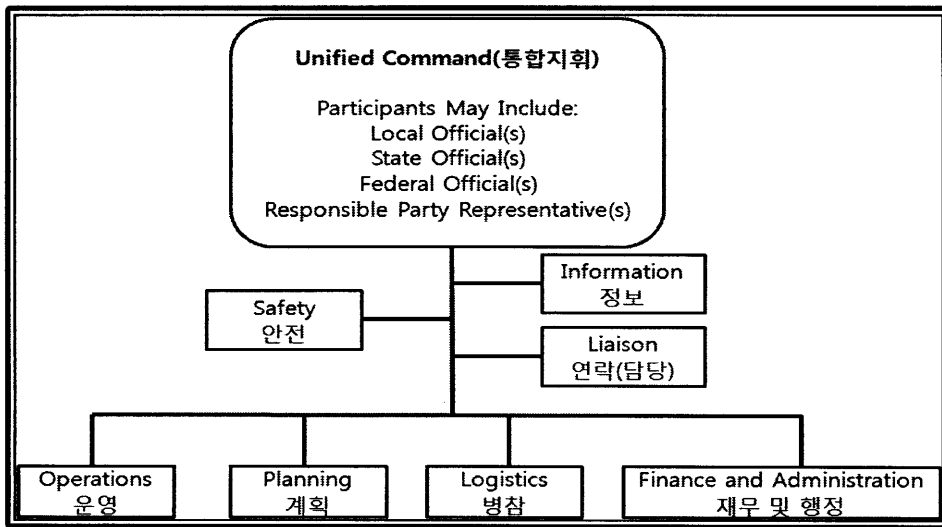 Unified Command(통합지휘)
Participants May Include:
Local Official(s)
State Official(s)
Federal Official(s)
Responsible Party Representative(s)
Information
정보
Safety
안전
Liaison
연락(담당)
Operations
운영
Planning
계획
Logistics
병참
Finance and Administration
재무 및 행정